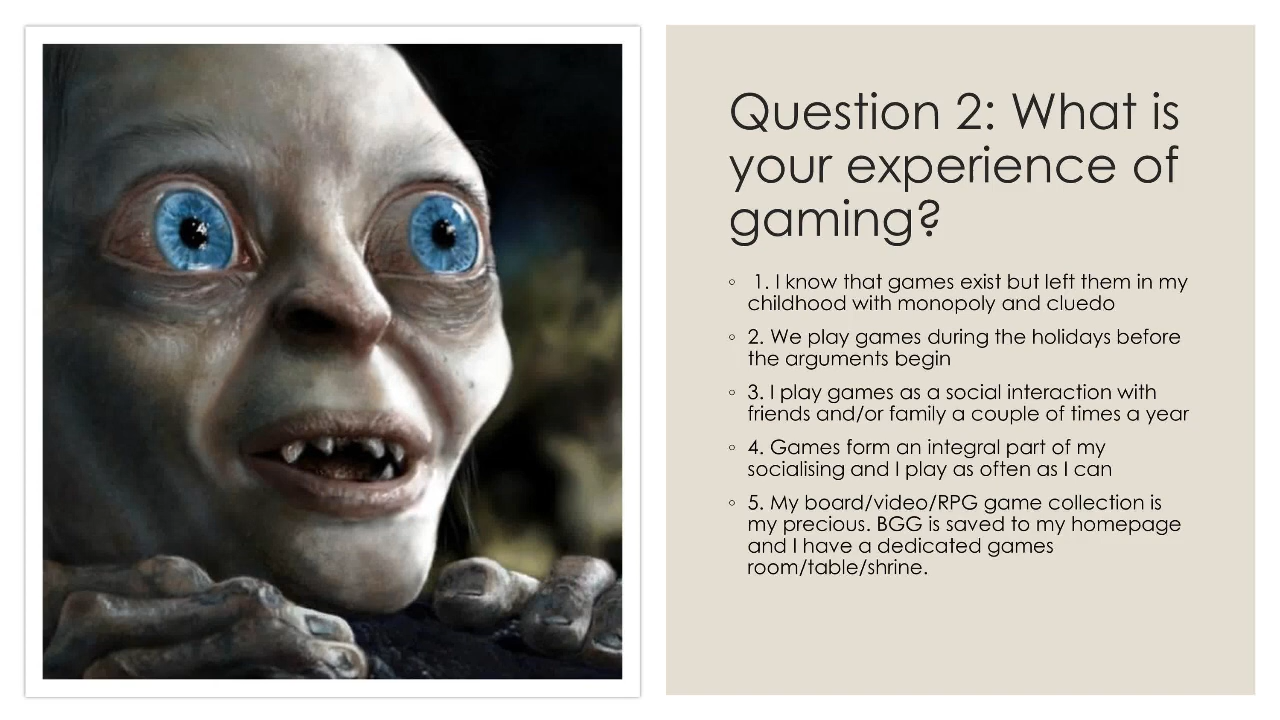 Question 2: What is
your experience of
gaming?
◦ 1. I know that games exist but left them in my
childhood with monopoly and cluedo
◦ 2. We play games during the holidays before
the arguments begin
◦ 3. I play games as a social interaction with
friends and/or family a couple of times a year
◦ 4. Games form an integral part of my
socialising and I play as often as I can
◦ 5. My board/video/RPG game collection is
my precious. BGG is saved to my homepage
and I have a dedicated games
room/table/shrine.